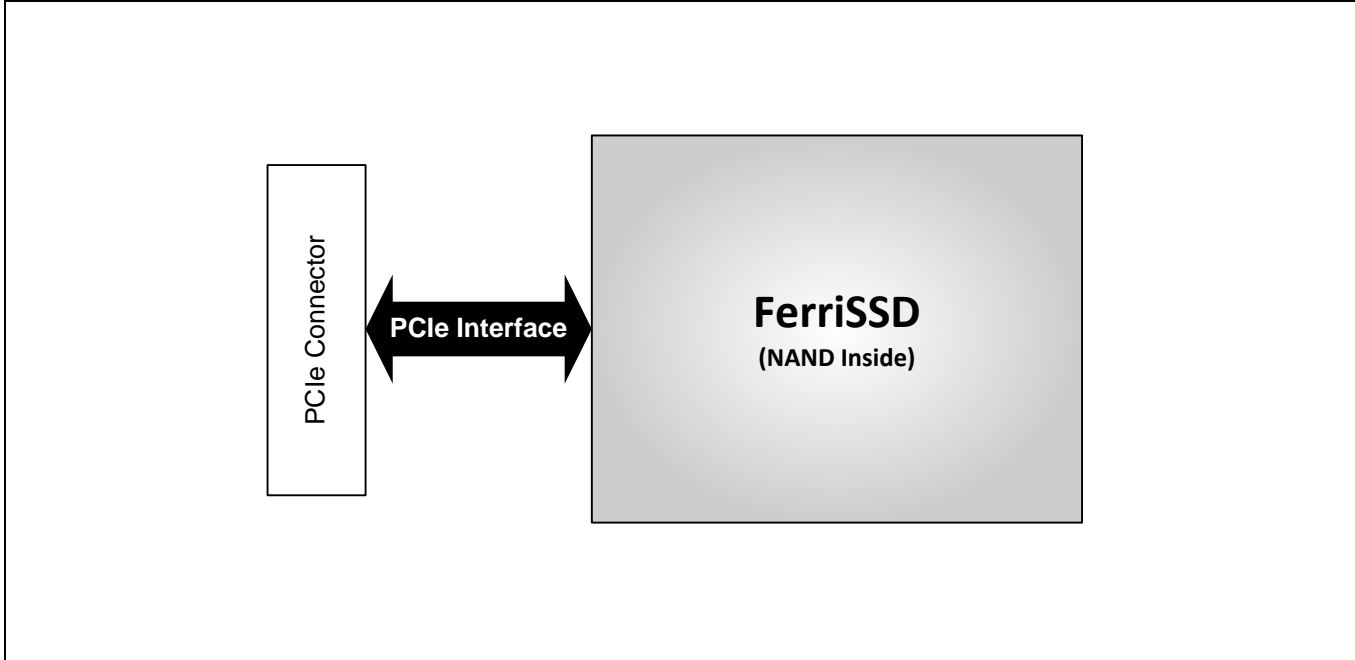 PCIe Connector
PCIe Interface
FerriSSD
(NAND Inside)